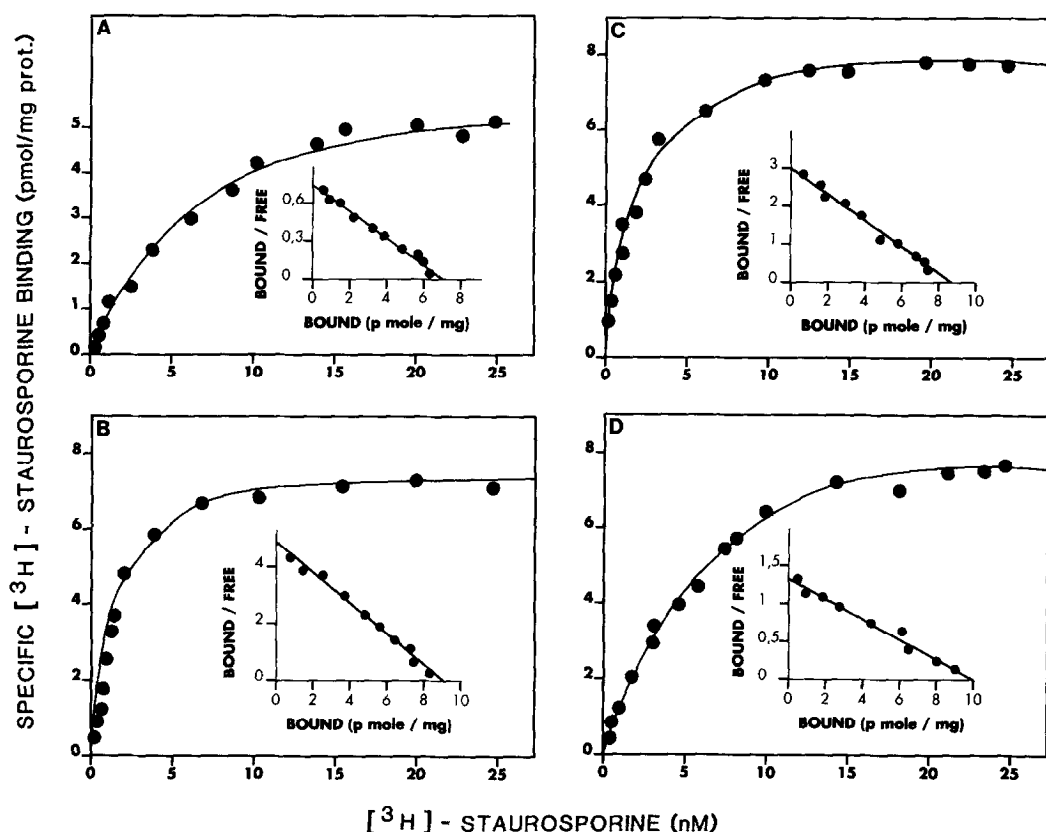 SPECIFIC [³H] - STAUROSPORINE BINDING (pmol/mg prot.)
A
5
4
3
2
1
0
0 5 10 15 20 25
BOUND / FREE
0,6
0,3
0
0 2 4 6 8
BOUND (p mole / mg)
C
8
6
4
2
0
0 5 10 15 20 25
BOUND / FREE
3
2
1
0
0 2 4 6 8 10
BOUND (p mole / mg)
B
8
6
4
2
0
0 5 10 15 20 25
BOUND / FREE
4
2
0
0 2 4 6 8 10
BOUND (p mole / mg)
D
8
6
4
2
0
0 5 10 15 20 25
BOUND / FREE
1,5
1
0,5
0
0 2 4 6 8 10
BOUND (p mole / mg)
[³H] - STAUROSPORINE (nM)